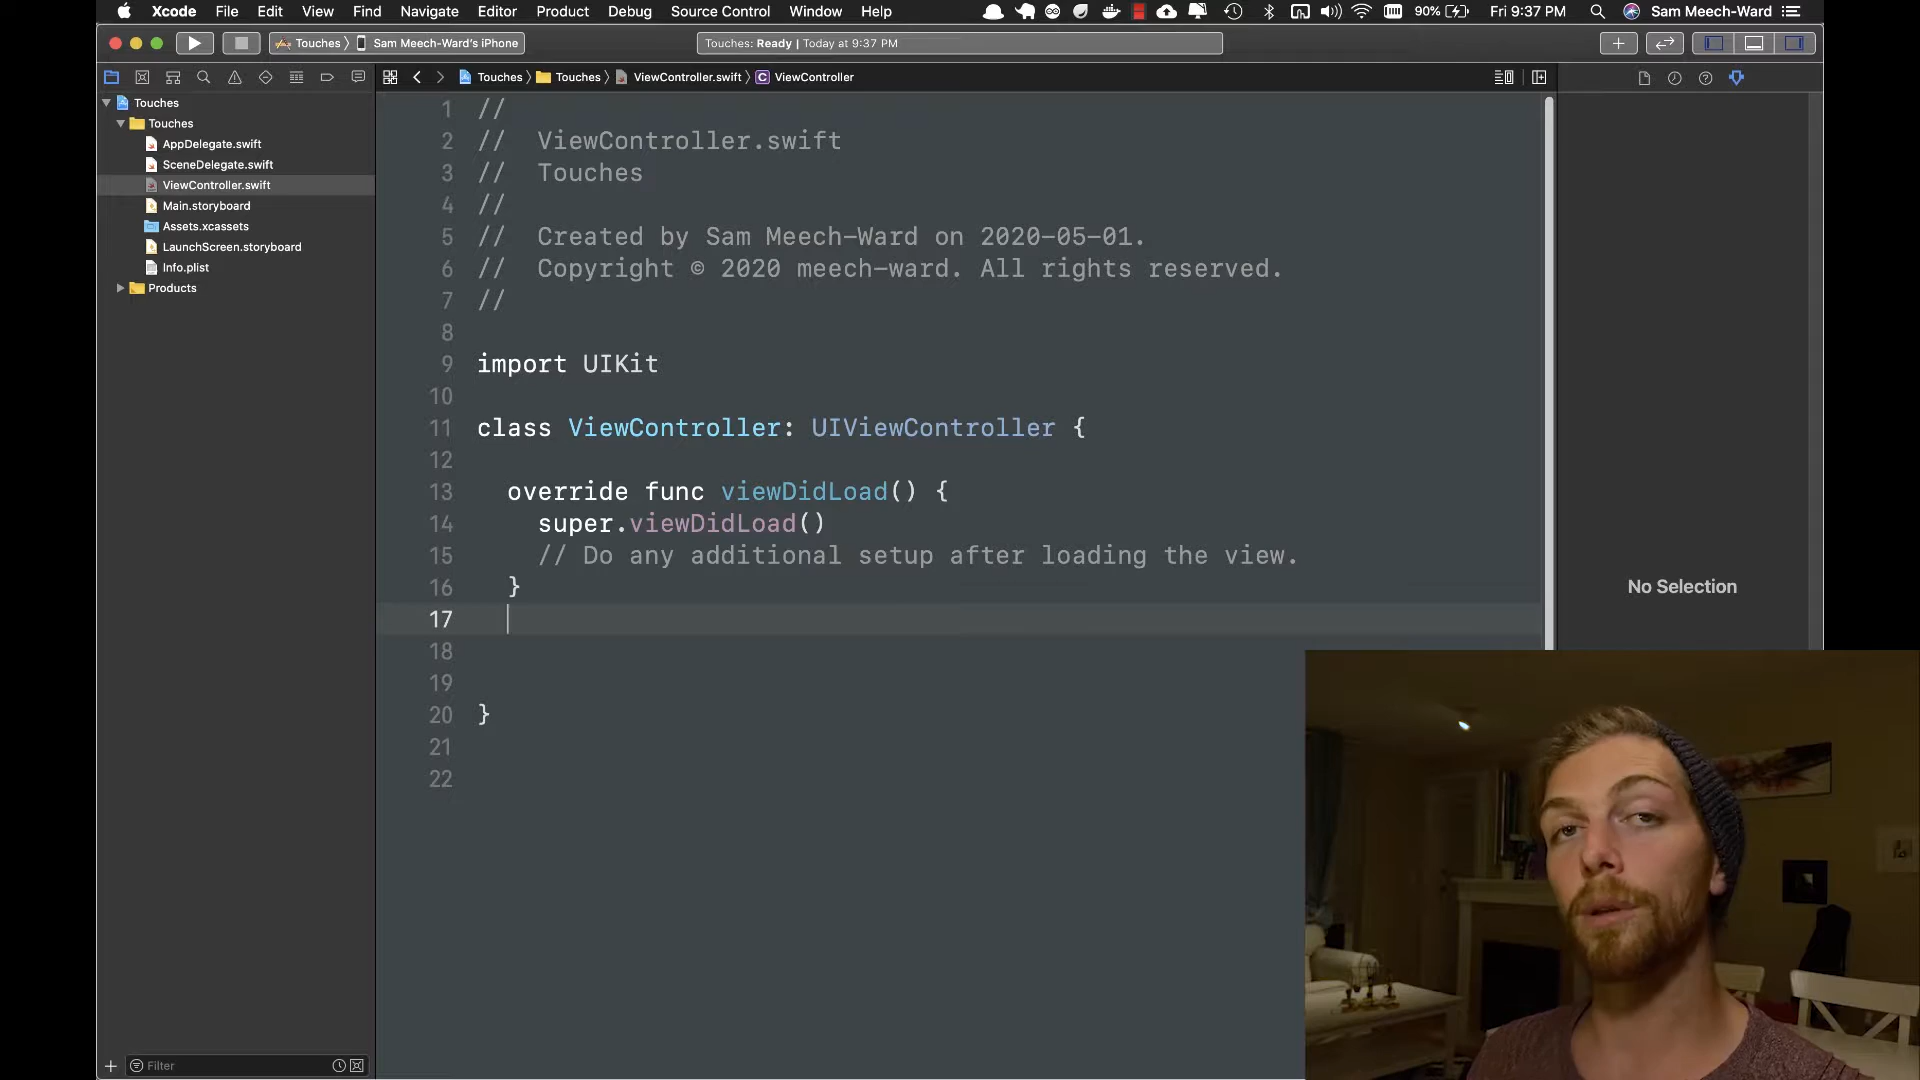 Xcode File Edit View Find Navigate Editor Product Debug Source Control Window Help 90% Fri 9:37 PM Sam Meech-Ward
Touches 〉 Sam Meech-Ward's iPhone
Touches: Ready | Today at 9:37 PM
Touches 〉 Touches 〉 ViewController.swift 〉 C ViewController
Touches
Touches
AppDelegate.swift
SceneDelegate.swift
ViewController.swift
Main.storyboard
Assets.xcassets
LaunchScreen.storyboard
Info.plist
Products
1 //
2 // ViewController.swift
3 // Touches
4 //
5 // Created by Sam Meech-Ward on 2020-05-01.
6 // Copyright © 2020 meech-ward. All rights reserved.
7 //
8
9 import UIKit
10
11 class ViewController: UIViewController {
12
13 override func viewDidLoad() {
14 super.viewDidLoad()
15 // Do any additional setup after loading the view.
16 }
17
18
19
20 }
21
22
No Selection
Filter